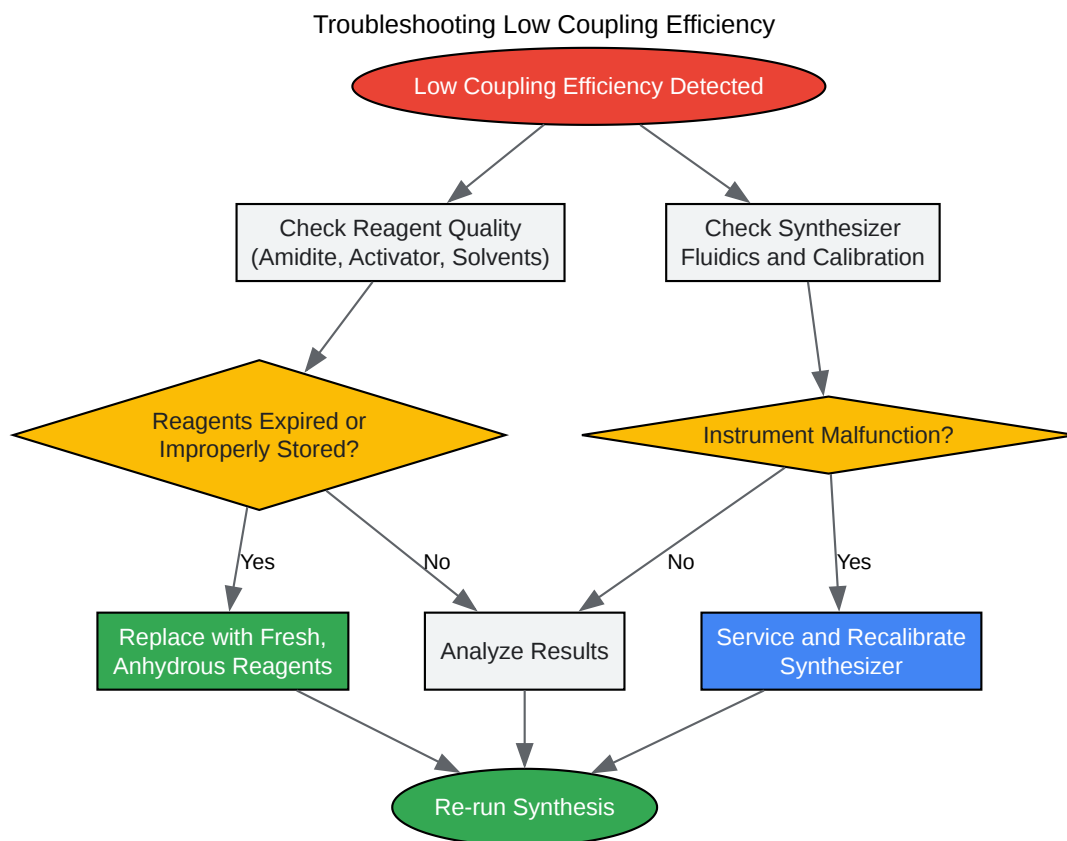 Troubleshooting Low Coupling Efficiency
Low Coupling Efficiency Detected
Check Reagent Quality
(Amidite, Activator, Solvents)
Check Synthesizer
Fluidics and Calibration
Reagents Expired or
Improperly Stored?
Instrument Malfunction?
Yes
No
No
Yes
Replace with Fresh,
Anhydrous Reagents
Analyze Results
Service and Recalibrate
Synthesizer
Re-run Synthesis